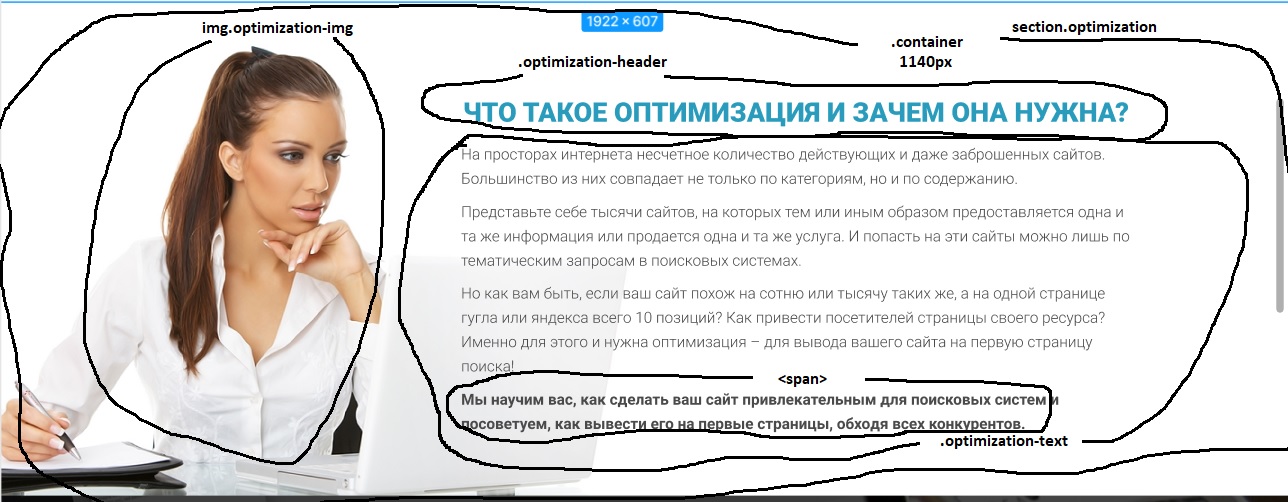 1922 × 607
img.optimization-img
section.optimization
.container
1140px
.optimization-header
ЧТО ТАКОЕ ОПТИМИЗАЦИЯ И ЗАЧЕМ ОНА НУЖНА?
На просторах интернета несчетное количество действующих и даже заброшенных сайтов.
Большинство из них совпадает не только по категориям, но и по содержанию.
Представьте себе тысячи сайтов, на которых тем или иным образом предоставляется одна и
та же информация или продается одна и та же услуга. И попасть на эти сайты можно лишь по
тематическим запросам в поисковых системах.
Но как вам быть, если ваш сайт похож на сотню или тысячу таких же, а на одной странице
гугла или яндекса всего 10 позиций? Как привести посетителей страницы своего ресурса?
Именно для этого и нужна оптимизация – для вывода вашего сайта на первую страницу
поиска!
<span>
Мы научим вас, как сделать ваш сайт привлекательным для поисковых систем и
посоветуем, как вывести его на первые страницы, обходя всех конкурентов.
.optimization-text